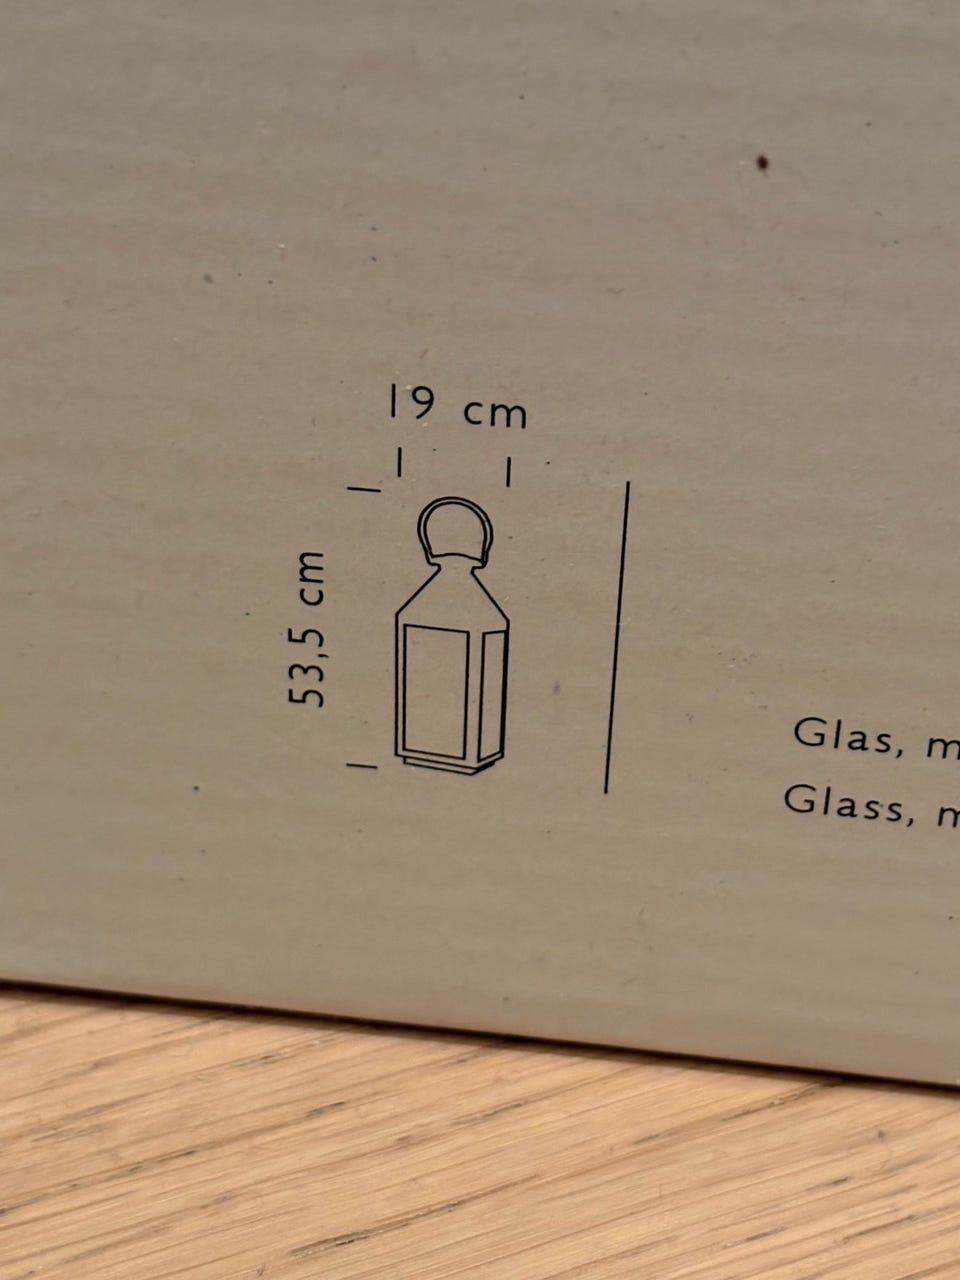 19 cm
53,5 cm
Glas,
Glass,